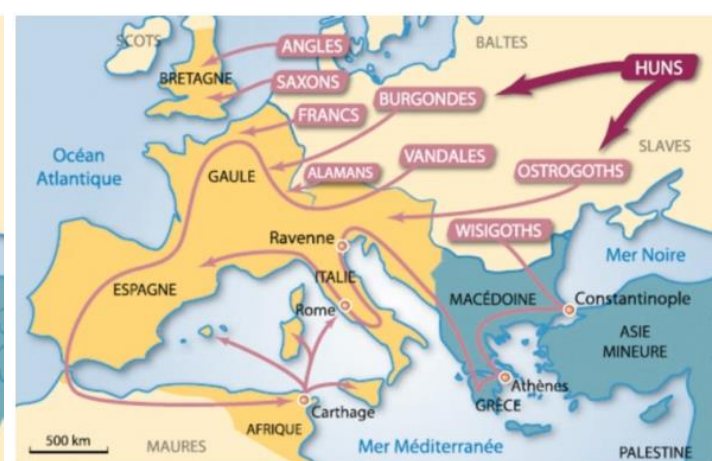 SCOTS
ANGLES
BALTES
HUNS
BRETAGNE
SAXONS
BURGONDES
FRANCS
SLAVES
Océan
Atlantique
GAULE
ALAMANS
VANDALES
OSTROGOTHS
Ravenne
WISIGOTHS
Mer Noire
ESPAGNE
ITALIE
Rome
MACÉDOINE
Constantinople
ASIE
MINEURE
Athènes
GRÈCE
Carthage
AFRIQUE
500 km
MAURES
Mer Méditerranée
PALESTINE